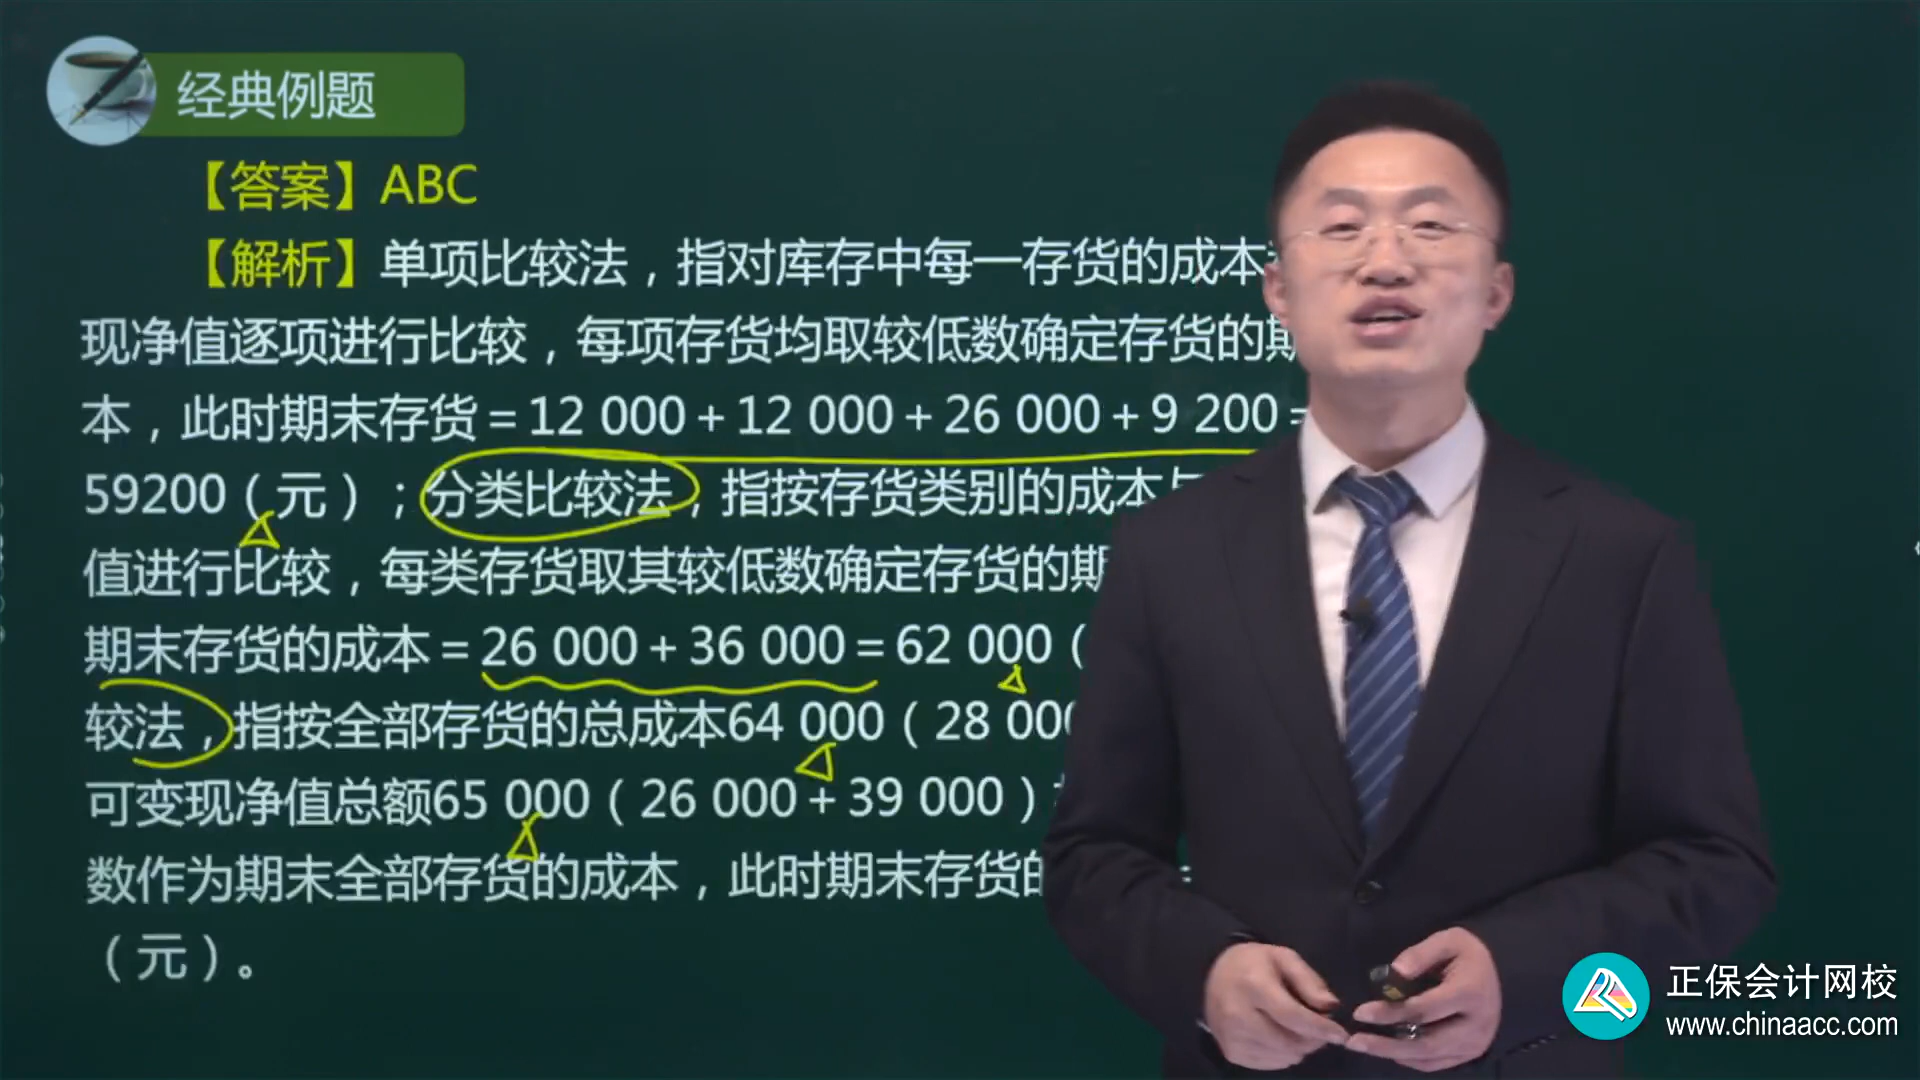 经典例题
【答案】ABC
【解析】单项比较法，指对库存中每一存货的成本
现净值逐项进行比较，每项存货均取较低数确定存货的期
本，此时期末存货＝12 000＋12 000＋26 000＋9 200＝
59200（元）；分类比较法，指按存货类别的成本与
值进行比较，每类存货取其较低数确定存货的期
期末存货的成本＝26 000＋36 000＝62 000（
较法，指按全部存货的总成本64 000（28 000
可变现净值总额65 000（26 000＋39 000）
数作为期末全部存货的成本，此时期末存货的
（元）。
正保会计网校
www.chinaacc.com